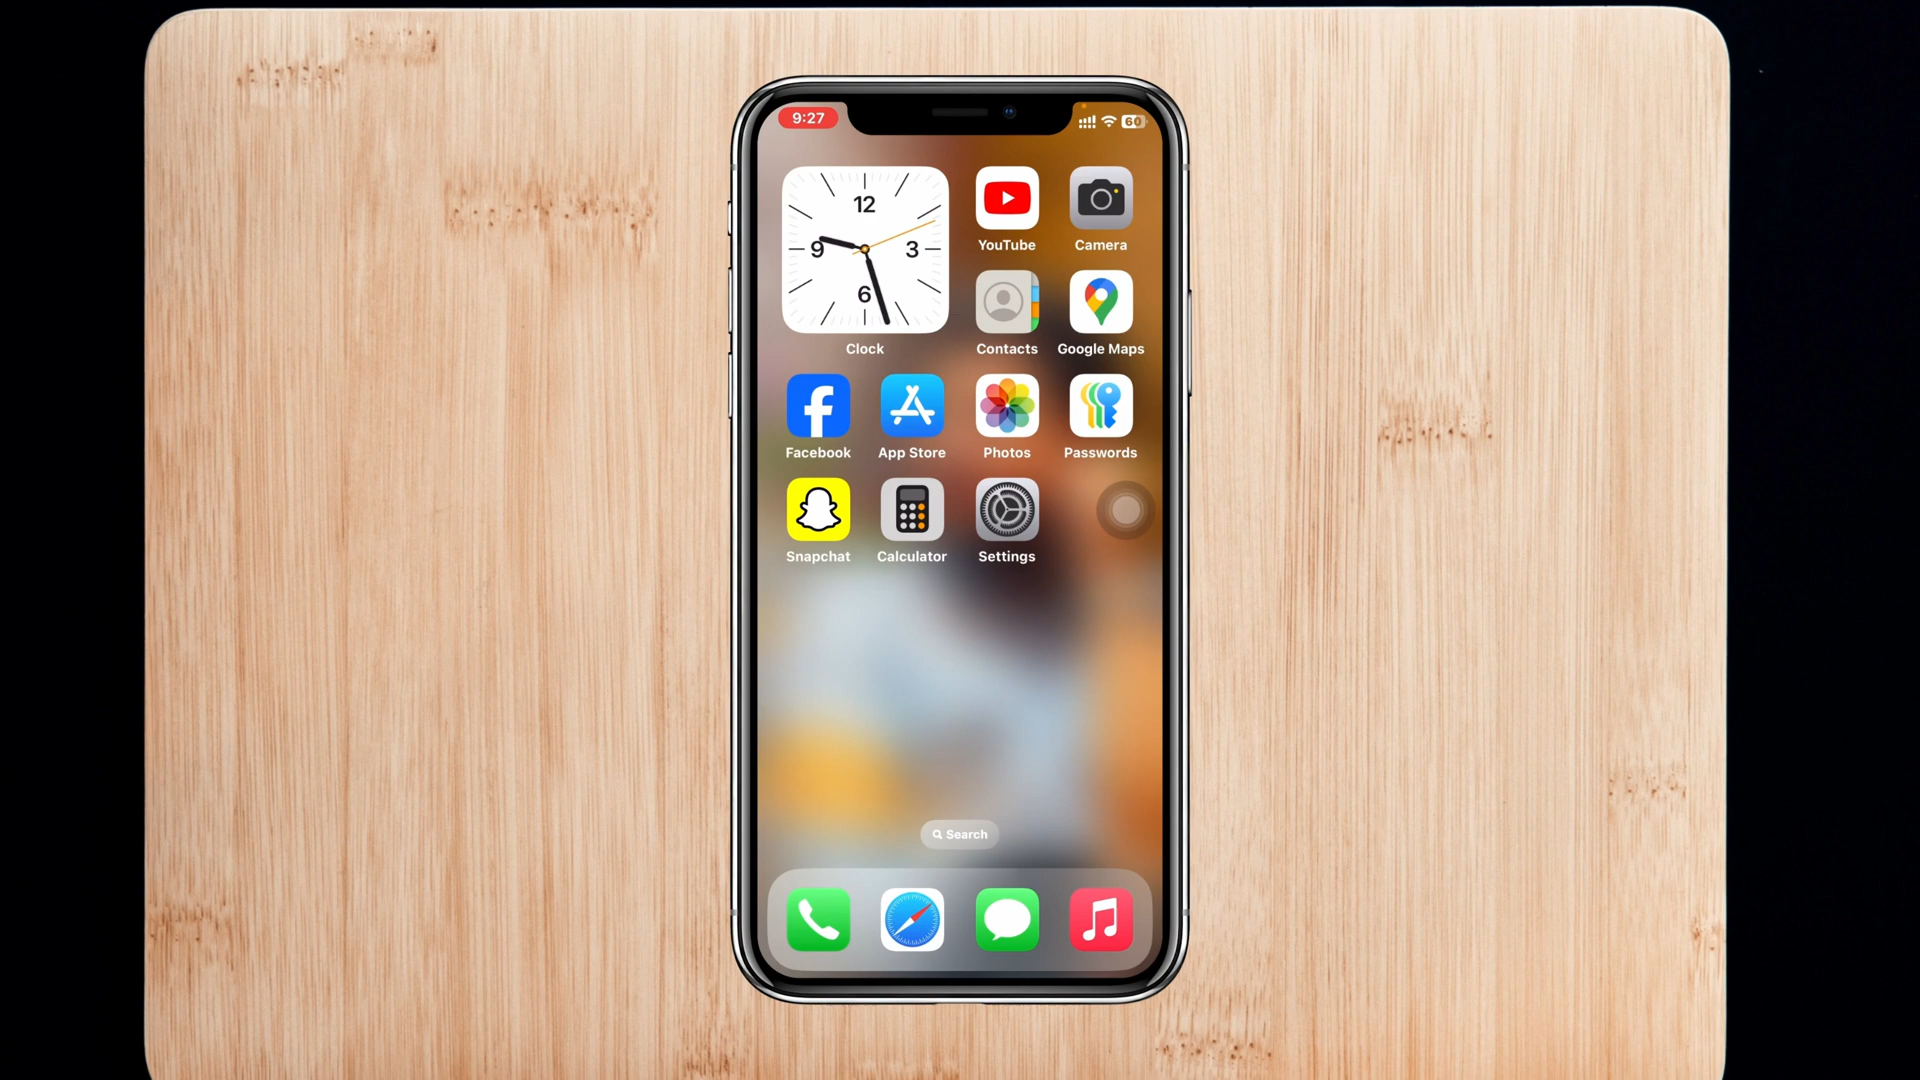 9:27
60
12
9 3
6
Clock
YouTube Camera
Contacts Google Maps
Facebook App Store Photos Passwords
Snapchat Calculator Settings
Search